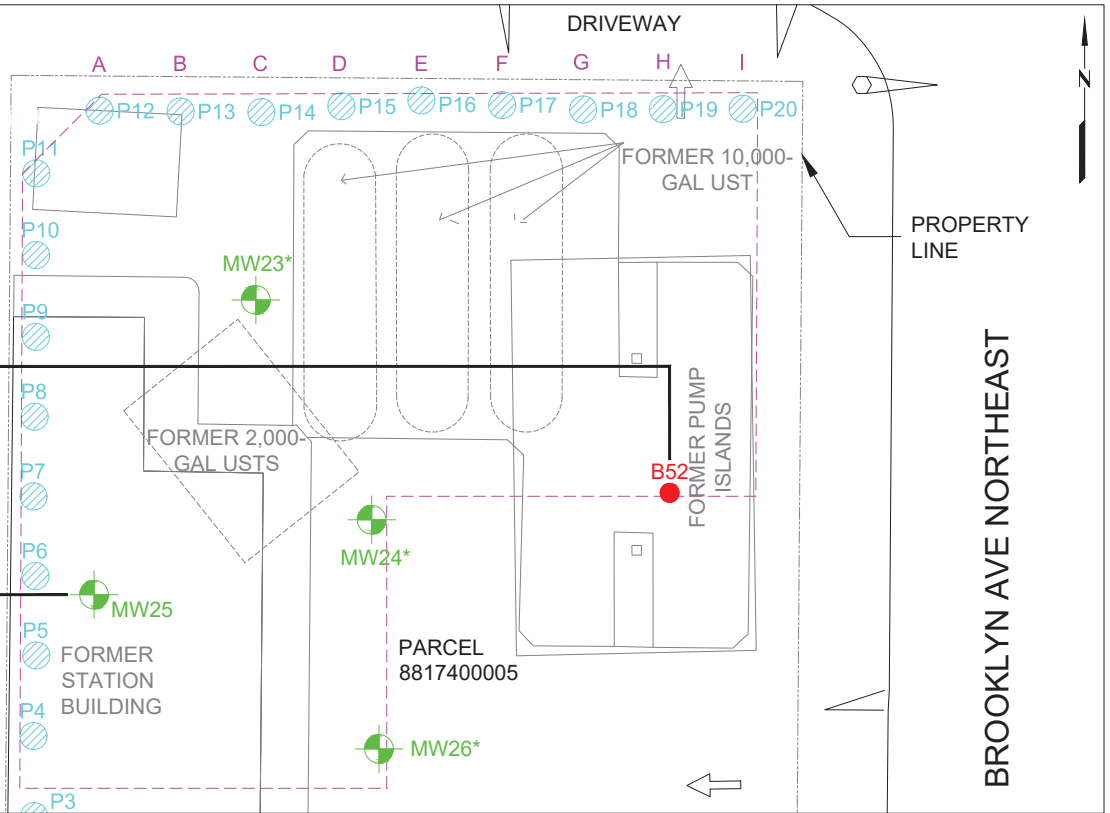 DRIVEWAY
A B C D E F G H I
P12 P13 P14 P15 P16 P17 P18 P19 P20
N
P11
FORMER 10,000-
GAL UST
PROPERTY
LINE
P10
MW23*
P9
P8
FORMER PUMP
ISLANDS
FORMER 2,000-
GAL USTS
B52
P7
MW24*
P6
MW25
BROOKLYN AVE NORTHEAST
P5
FORMER
STATION
BUILDING
PARCEL
8817400005
P4
MW26*
P3